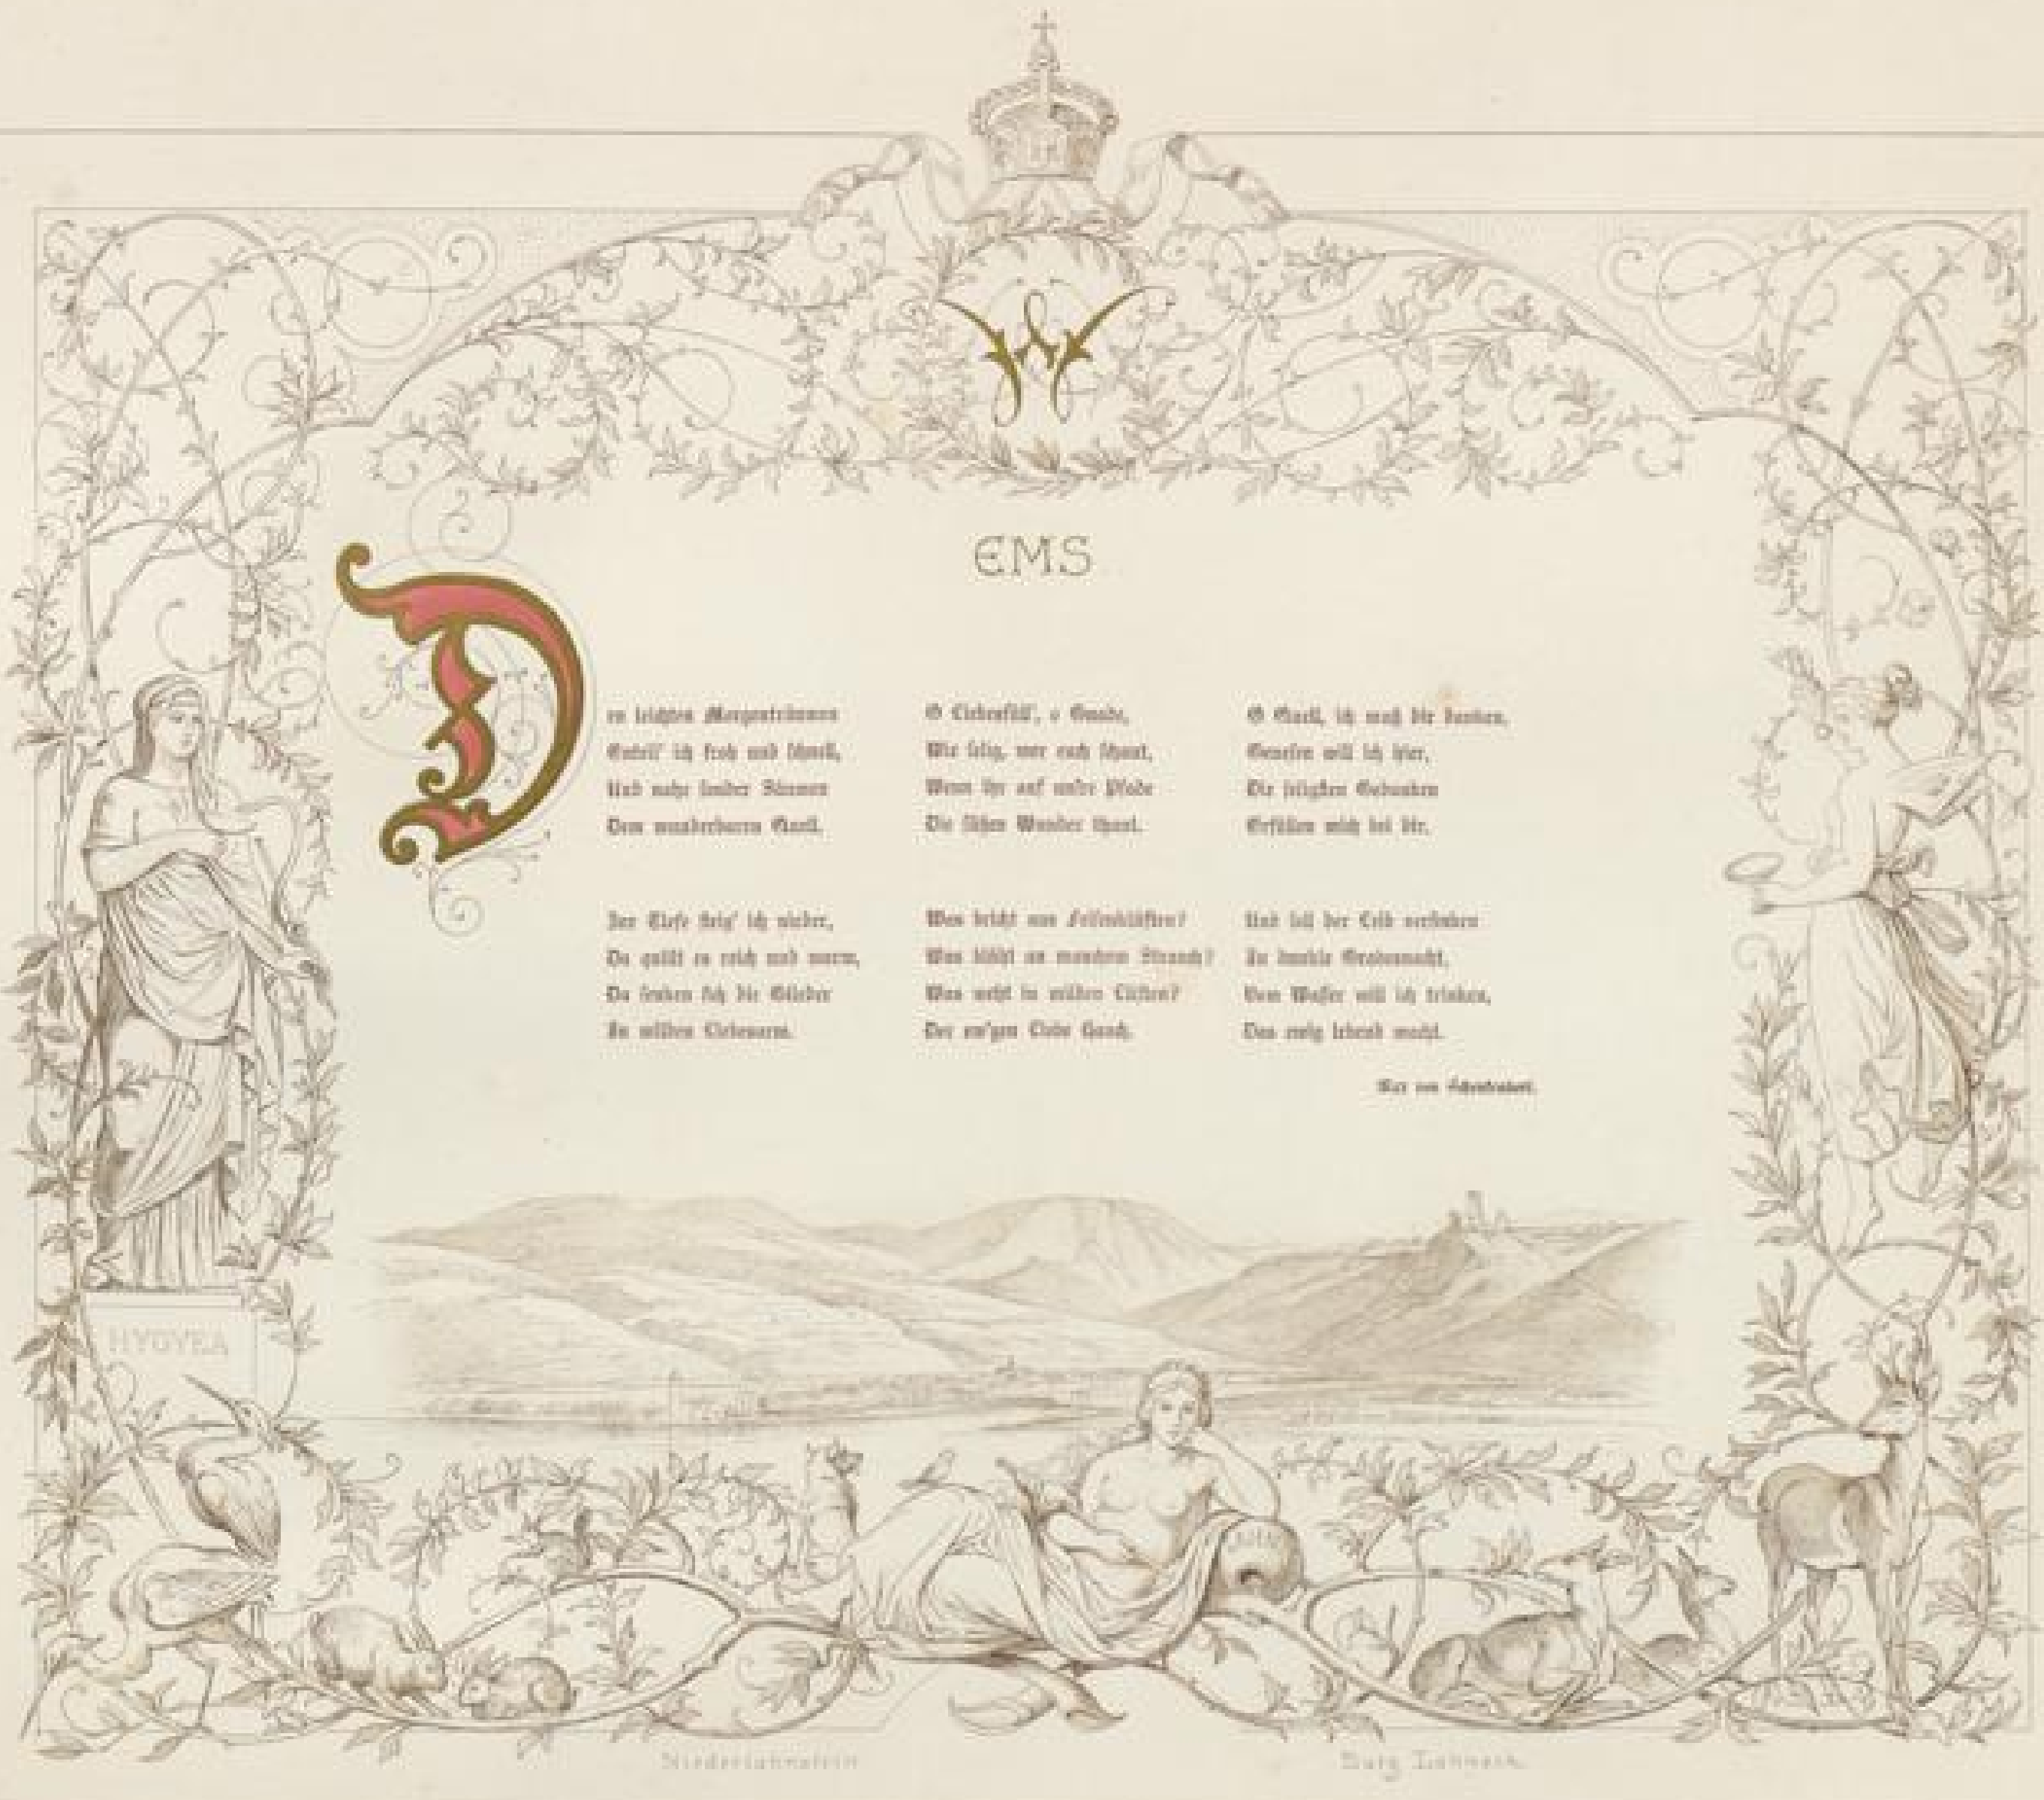 W
EMS
Den leichten Morgenträumen
Enteil' ich froh und schnell,
Und nahe sonder Säumen
Dem wunderbaren Quell.
Zur Tiefe steig' ich nieder,
Da quillt es reich und warm,
Da senken sich die Glieder
In milden Liebesarm.
O Liebesfüll', o Gnade,
Wie selig, wer euch schaut,
Wenn ihr auf uns're Pfade
Die süßen Wunder thaut.
Was bricht aus Felsenklüften?
Was blüht an manchem Strauch?
Was weht in milden Lüften?
Der ew'gen Liebe Hauch.
O Quell, ich muß dir danken,
Genesen will ich hier,
Die seligsten Gedanken
Erfüllen mich bei dir.
Und soll der Leib versinken
In dunkle Grabesnacht,
Vom Wasser will ich trinken,
Das ewig lebend macht.
Max von Schenkendorf.
HYGYEA
Niederlahnstein
Burg Lahneck